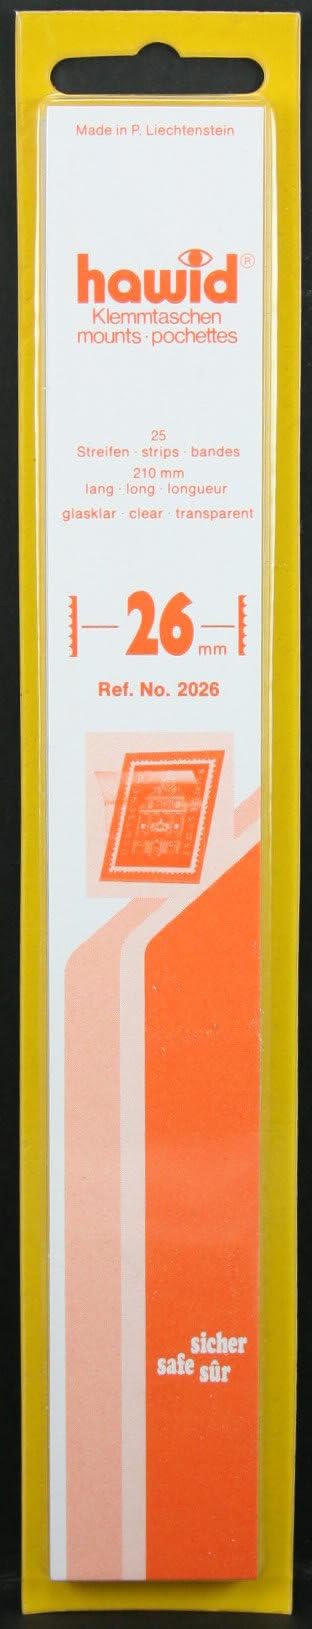 Made in P. Liechtenstein
hawid®
Klemmtaschen
mounts · pochettes
25
Streifen · strips · bandes
210 mm
lang · long · longueur
glasklar · clear · transparent
26 mm
Ref. No. 2026
sicher
safe sûr